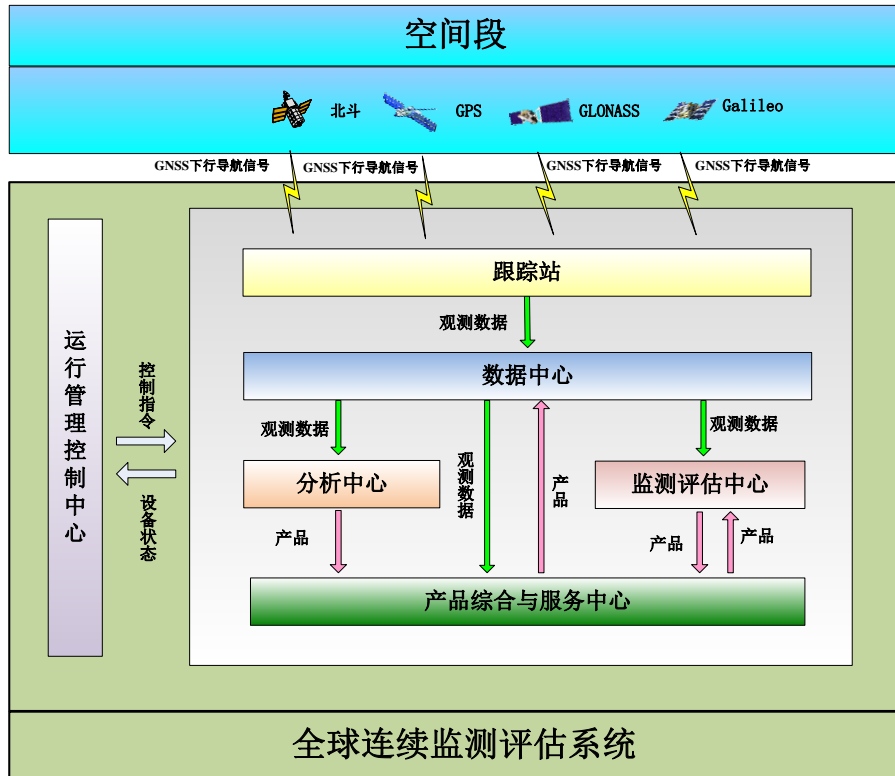 空间段
北斗
GPS
GLONASS
Galileo
GNSS下行导航信号
GNSS下行导航信号
GNSS下行导航信号
GNSS下行导航信号
运行管理控制中心
控制指令
设备状态
跟踪站
观测数据
数据中心
观测数据
观测数据
产品
观测数据
分析中心
监测评估中心
产品
产品
产品
产品综合与服务中心
全球连续监测评估系统